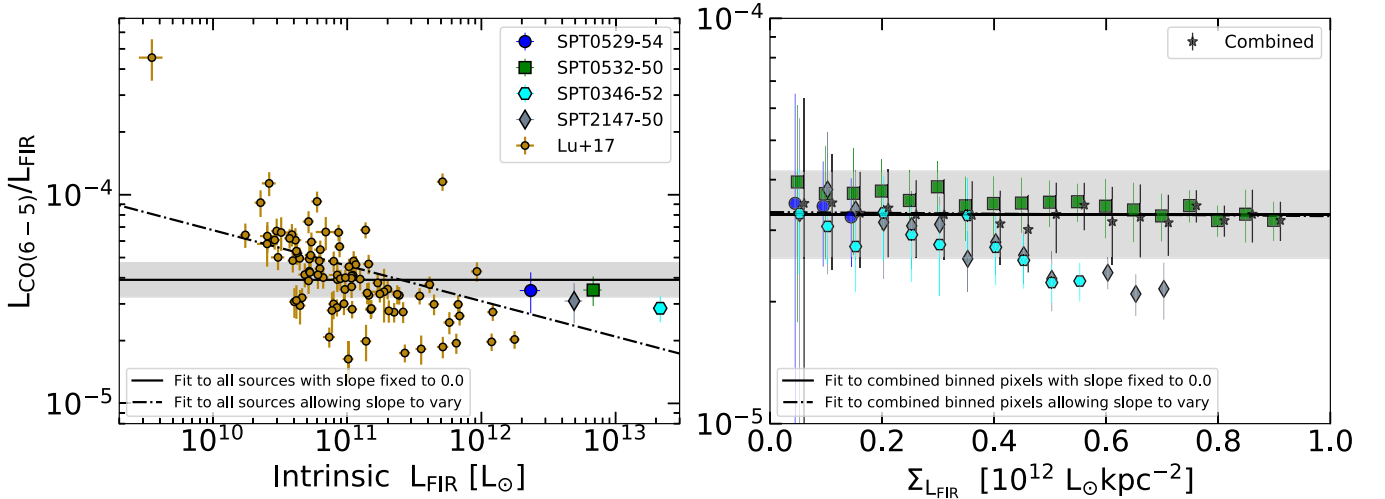 L_CO(6−5)/L_FIR
10^−4
10^−5
10^10
10^11
10^12
10^13
Intrinsic L_FIR [L_⊙]
SPT0529-54
SPT0532-50
SPT0346-52
SPT2147-50
Lu+17
Fit to all sources with slope fixed to 0.0
Fit to all sources allowing slope to vary
10^−4
10^−5
Combined
Fit to combined binned pixels with slope fixed to 0.0
Fit to combined binned pixels allowing slope to vary
0.0
0.2
0.4
0.6
0.8
1.0
Σ_L_FIR [10^12 L_⊙kpc^−2]